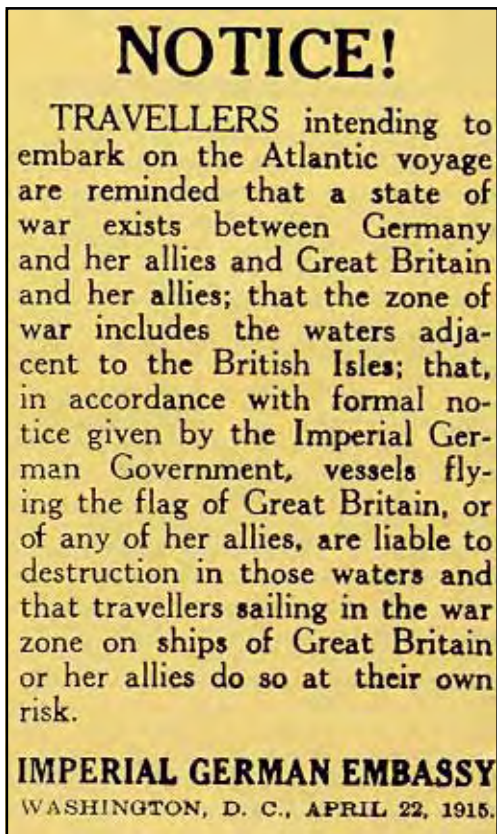 NOTICE!
TRAVELLERS intending to
embark on the Atlantic voyage
are reminded that a state of
war exists between Germany
and her allies and Great Britain
and her allies; that the zone of
war includes the waters adja-
cent to the British Isles; that,
in accordance with formal no-
tice given by the Imperial Ger-
man Government, vessels fly-
ing the flag of Great Britain, or
of any of her allies, are liable to
destruction in those waters and
that travellers sailing in the war
zone on ships of Great Britain
or her allies do so at their own
risk.
IMPERIAL GERMAN EMBASSY
WASHINGTON, D. C., APRIL 22, 1915.